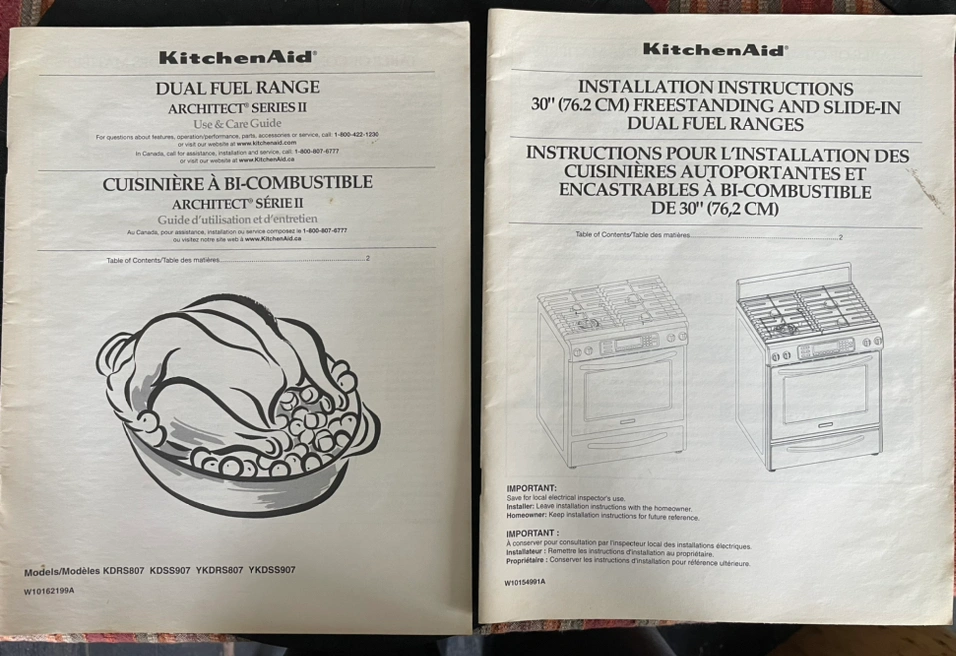 KitchenAid®
DUAL FUEL RANGE
ARCHITECT® SERIES II
Use & Care Guide
For questions about features, operation/performance, parts, accessories or service, call: 1-800-422-1230
or visit our website at www.kitchenaid.com
In Canada, call for assistance, installation and service, call: 1-800-807-6777
or visit our website at www.KitchenAid.ca
CUISINIÈRE À BI-COMBUSTIBLE
ARCHITECT® SÉRIE II
Guide d'utilisation et d'entretien
Au Canada, pour assistance, installation ou service composez le 1-800-807-6777
ou visitez notre site web à www.KitchenAid.ca
Table of Contents/Table des matières..............................2
Models/Modèles KDRS807 KDSS907 YKDRS807 YKDSS907
W10162199A
KitchenAid®
INSTALLATION INSTRUCTIONS
30" (76.2 CM) FREESTANDING AND SLIDE-IN
DUAL FUEL RANGES
INSTRUCTIONS POUR L'INSTALLATION DES
CUISINIÈRES AUTOPORTANTES ET
ENCASTRABLES À BI-COMBUSTIBLE
DE 30" (76,2 CM)
Table of Contents/Table des matières..............................2
IMPORTANT:
Save for local electrical inspector's use.
Installer: Leave installation instructions with the homeowner.
Homeowner: Keep installation instructions for future reference.
IMPORTANT :
À conserver pour consultation par l'inspecteur local des installations électriques.
Installateur : Remettre les instructions d'installation au propriétaire.
Propriétaire : Conserver les instructions d'installation pour référence ultérieure.
W10154991A